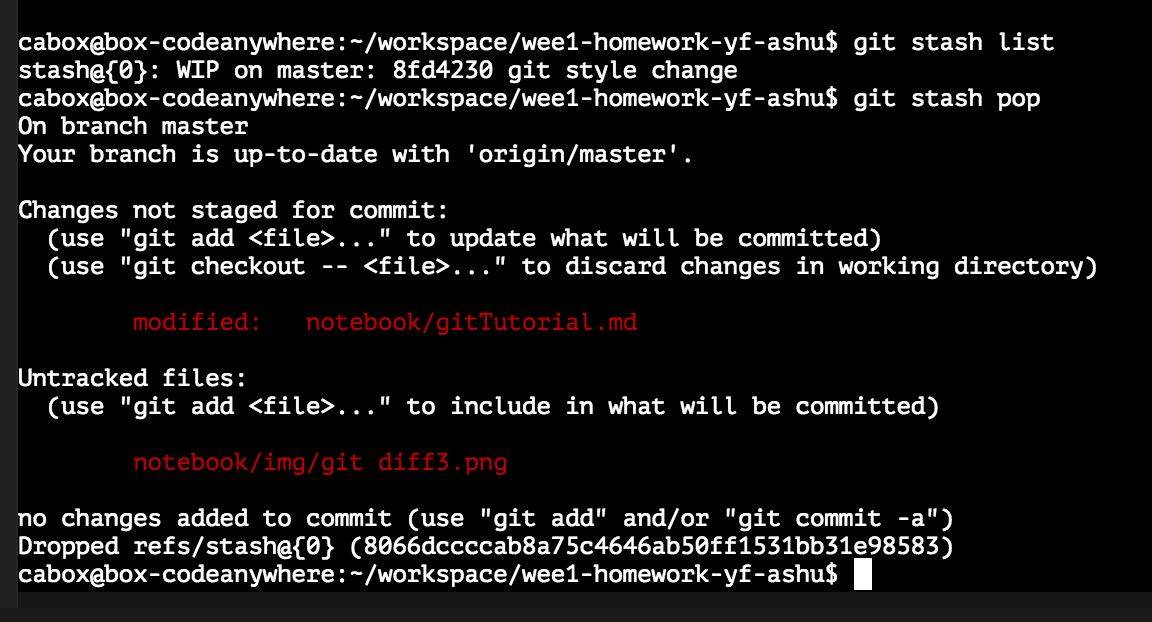 cabox@box-codeanywhere:~/workspace/wee1-homework-yf-ashu$ git stash list
stash@{0}: WIP on master: 8fd4230 git style change
cabox@box-codeanywhere:~/workspace/wee1-homework-yf-ashu$ git stash pop
On branch master
Your branch is up-to-date with 'origin/master'.
Changes not staged for commit:
  (use "git add <file>..." to update what will be committed)
  (use "git checkout -- <file>..." to discard changes in working directory)
        modified:   notebook/gitTutorial.md
Untracked files:
  (use "git add <file>..." to include in what will be committed)
        notebook/img/git diff3.png
no changes added to commit (use "git add" and/or "git commit -a")
Dropped refs/stash@{0} (8066dccccab8a75c4646ab50ff1531bb31e98583)
cabox@box-codeanywhere:~/workspace/wee1-homework-yf-ashu$